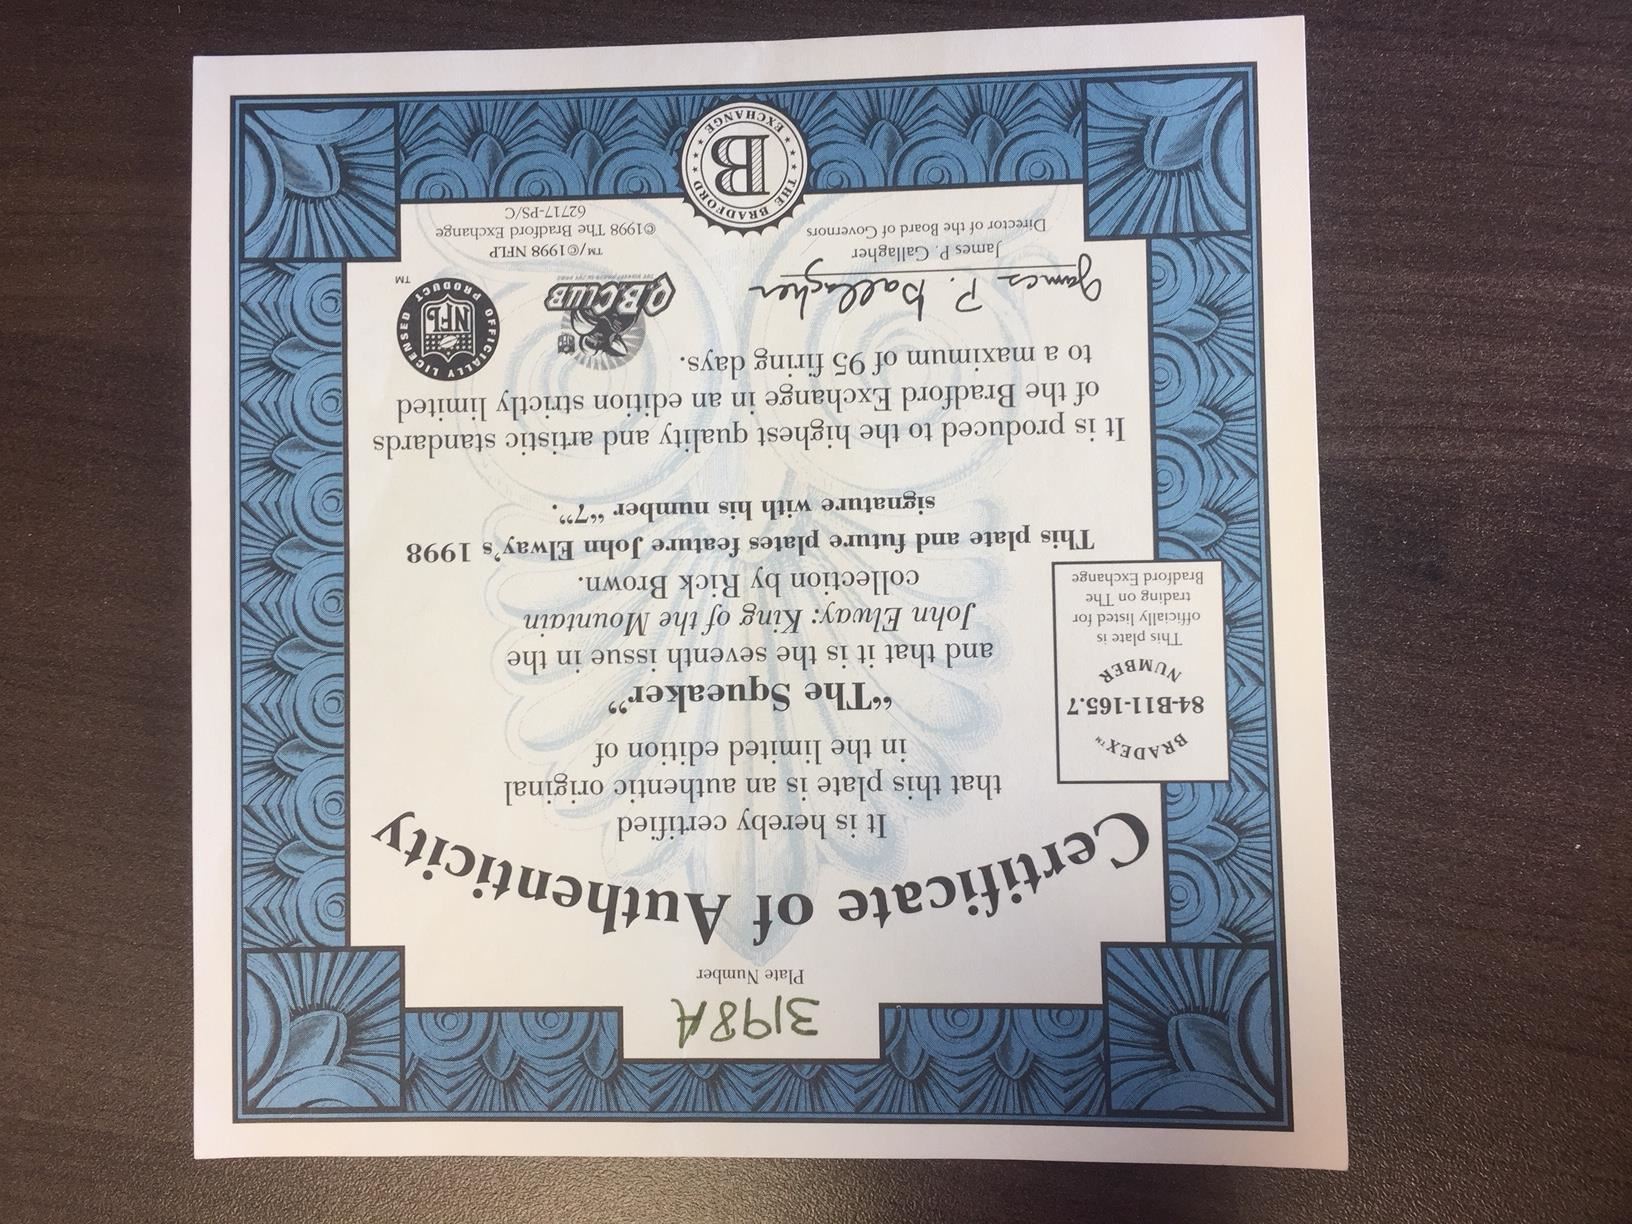 3198A
Plate Number
Certificate of Authenticity
It is hereby certified
that this plate is an authentic original
in the limited edition of
“The Squeaker”
and that it is the seventh issue in the
John Elway: King of the Mountain
collection by Rick Brown.
This plate and future plates feature John Elway’s 1998
signature with his number “7”.
BRADEX™
84-B11-165.7
NUMBER
This plate is
officially listed for
trading on The
Bradford Exchange
It is produced to the highest quality and artistic standards
of the Bradford Exchange in an edition strictly limited
to a maximum of 95 firing days.
James P. Gallagher
James P. Gallagher
Director of the Board of Governors
Q.B. CLUB
NFL
OFFICIALLY LICENSED PRODUCT
TM
™/©1998 NFLP
©1998 The Bradford Exchange
62717-PS/C
THE BRADFORD EXCHANGE
B